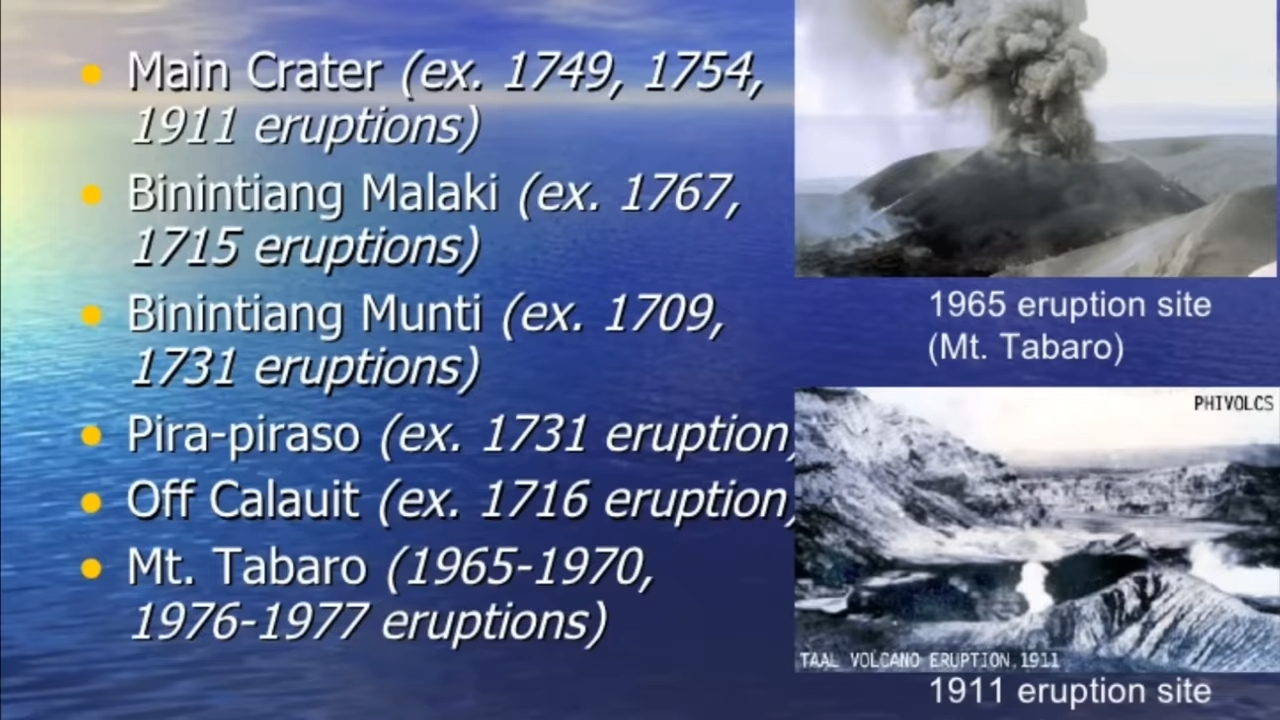 Main Crater (ex. 1749, 1754,
1911 eruptions)
Binintiang Malaki (ex. 1767,
1715 eruptions)
Binintiang Munti (ex. 1709,
1731 eruptions)
Pira-piraso (ex. 1731 eruption)
Off Calauit (ex. 1716 eruption)
Mt. Tabaro (1965-1970,
1976-1977 eruptions)
1965 eruption site
(Mt. Tabaro)
PHIVOLCS
TAAL VOLCANO ERUPTION,1911
1911 eruption site